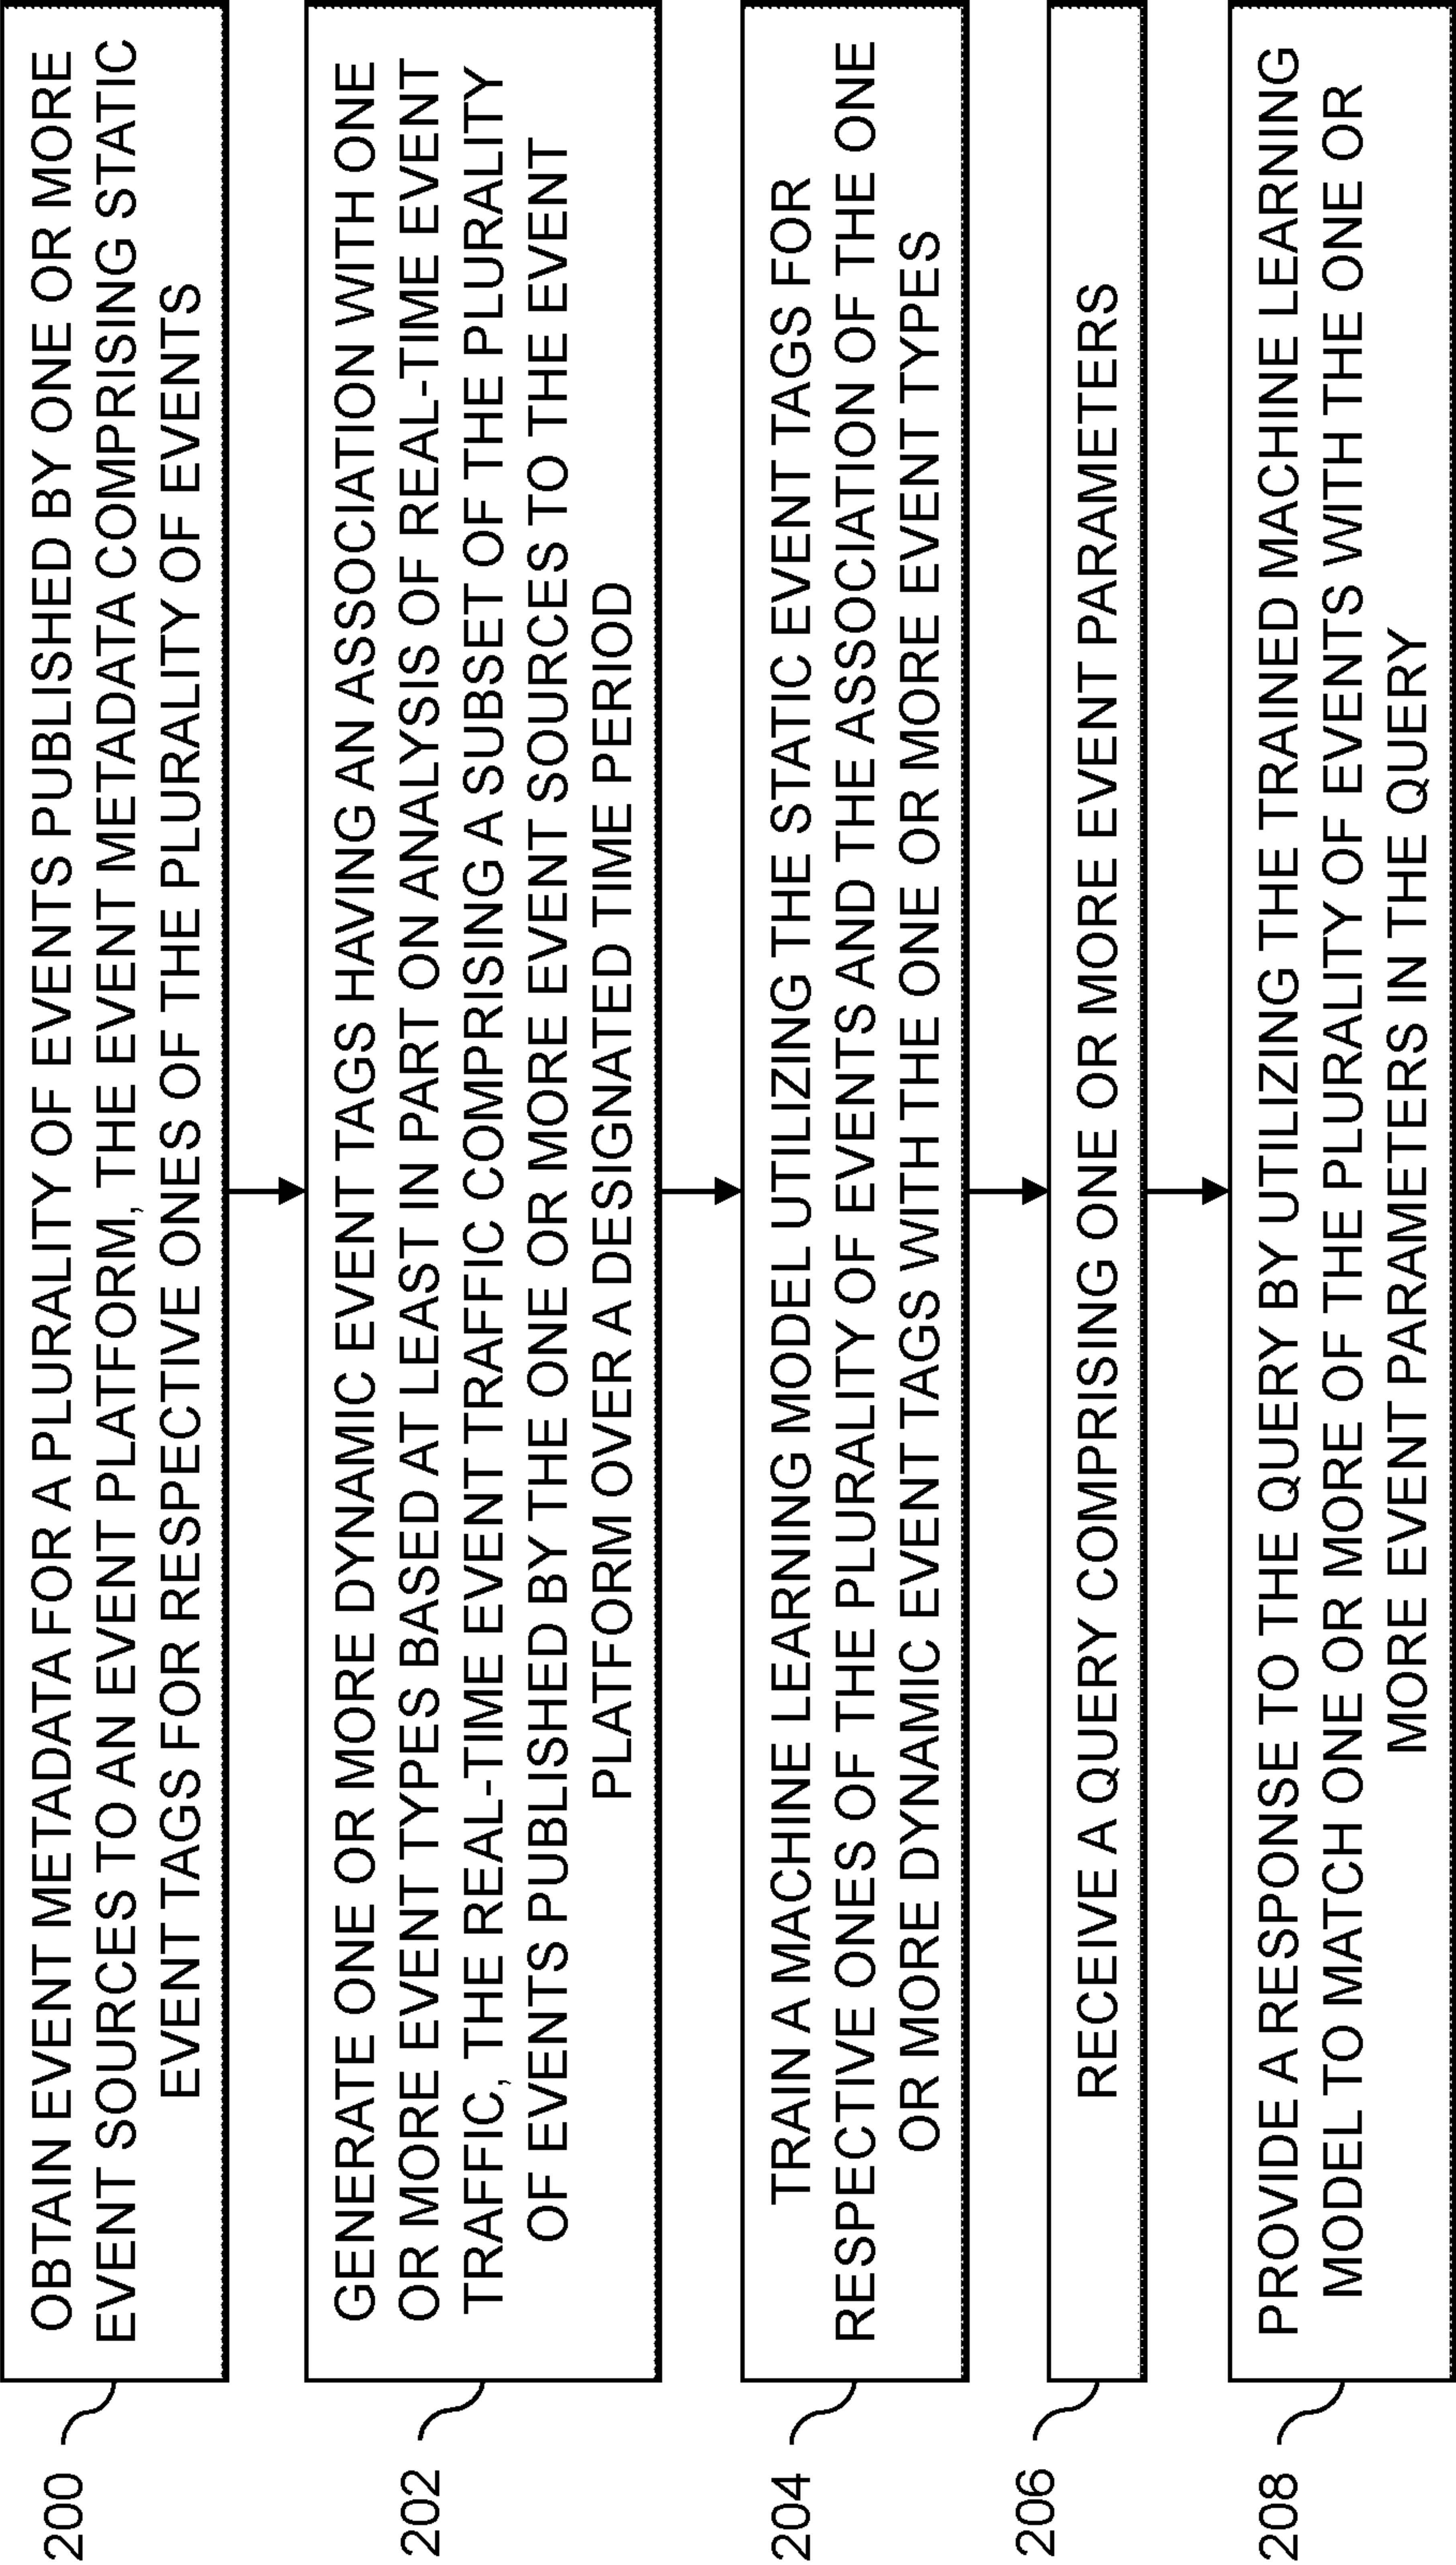 200
OBTAIN EVENT METADATA FOR A PLURALITY OF EVENTS PUBLISHED BY ONE OR MORE
EVENT SOURCES TO AN EVENT PLATFORM, THE EVENT METADATA COMPRISING STATIC
EVENT TAGS FOR RESPECTIVE ONES OF THE PLURALITY OF EVENTS
202
GENERATE ONE OR MORE DYNAMIC EVENT TAGS HAVING AN ASSOCIATION WITH ONE
OR MORE EVENT TYPES BASED AT LEAST IN PART ON ANALYSIS OF REAL-TIME EVENT
TRAFFIC, THE REAL-TIME EVENT TRAFFIC COMPRISING A SUBSET OF THE PLURALITY
OF EVENTS PUBLISHED BY THE ONE OR MORE EVENT SOURCES TO THE EVENT
PLATFORM OVER A DESIGNATED TIME PERIOD
204
TRAIN A MACHINE LEARNING MODEL UTILIZING THE STATIC EVENT TAGS FOR
RESPECTIVE ONES OF THE PLURALITY OF EVENTS AND THE ASSOCIATION OF THE ONE
OR MORE DYNAMIC EVENT TAGS WITH THE ONE OR MORE EVENT TYPES
206
RECEIVE A QUERY COMPRISING ONE OR MORE EVENT PARAMETERS
208
PROVIDE A RESPONSE TO THE QUERY BY UTILIZING THE TRAINED MACHINE LEARNING
MODEL TO MATCH ONE OR MORE OF THE PLURALITY OF EVENTS WITH THE ONE OR
MORE EVENT PARAMETERS IN THE QUERY